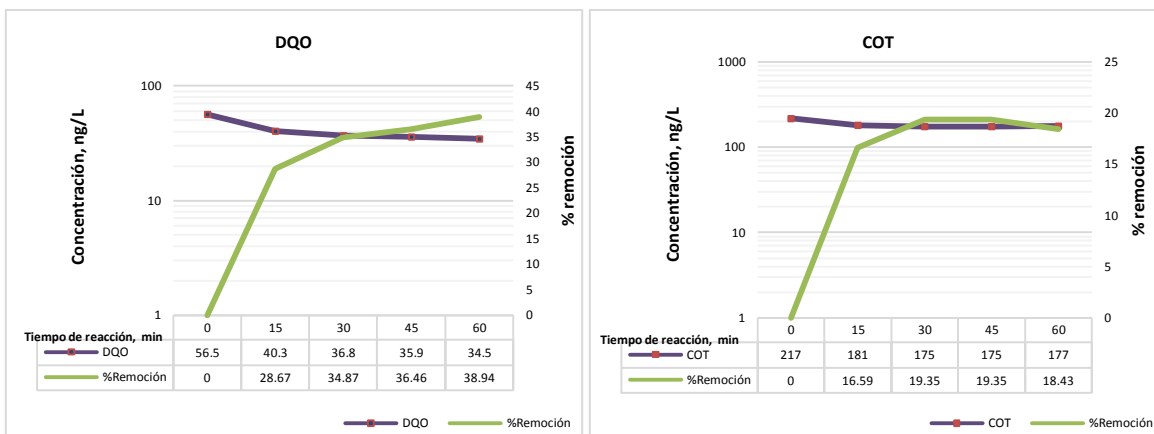 DQO
Concentración, ng/L
100
10
1
% remoción
45
40
35
30
25
20
15
10
5
0
Tiempo de reacción, min 0 15 30 45 60
DQO 56.5 40.3 36.8 35.9 34.5
%Remoción 0 28.67 34.87 36.46 38.94
DQO %Remoción
COT
Concentración, ng/L
1000
100
10
1
% remoción
25
20
15
10
5
0
Tiempo de reacción, min 0 15 30 45 60
COT 217 181 175 175 177
%Remoción 0 16.59 19.35 19.35 18.43
COT %Remoción